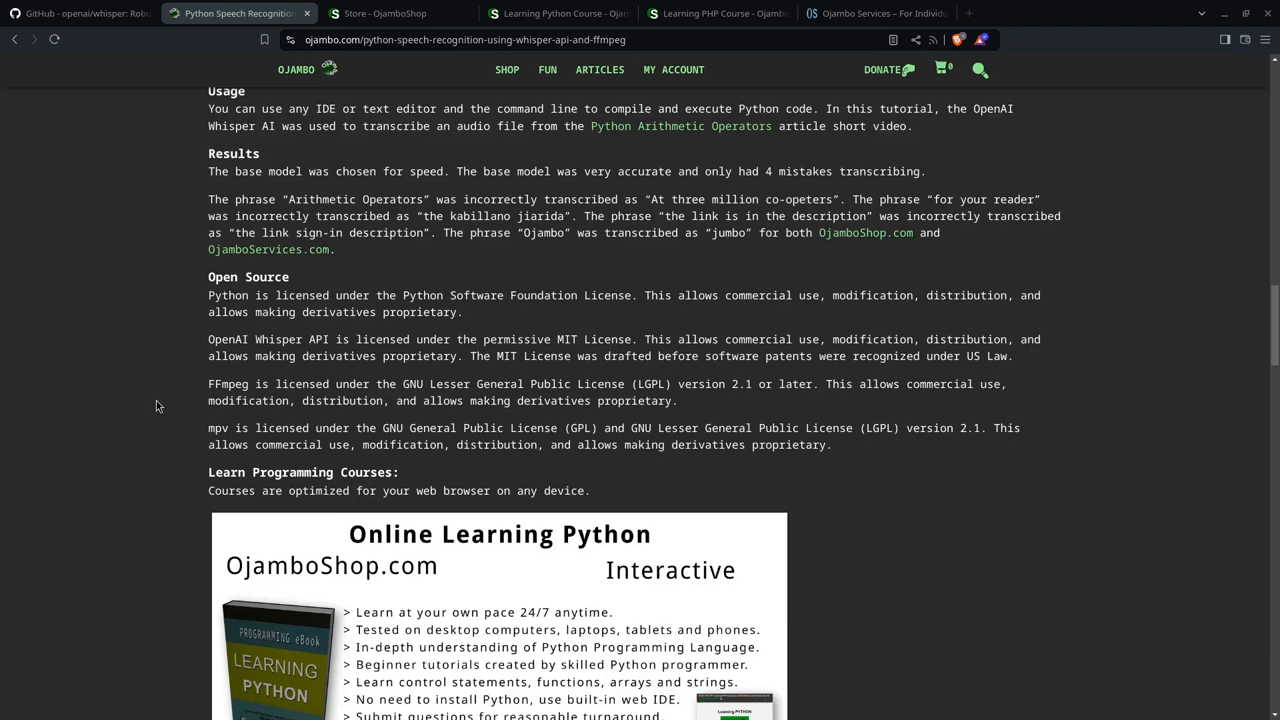 GitHub - openai/whisper: Robu
Python Speech Recognition
Store - OjamboShop
Learning Python Course - Ojam
Learning PHP Course - Ojambo
Ojambo Services – For Individu
ojambo.com/python-speech-recognition-using-whisper-api-and-ffmpeg
OJAMBO SHOP FUN ARTICLES MY ACCOUNT DONATE 0
Usage
You can use any IDE or text editor and the command line to compile and execute Python code. In this tutorial, the OpenAI
Whisper AI was used to transcribe an audio file from the Python Arithmetic Operators article short video.
Results
The base model was chosen for speed. The base model was very accurate and only had 4 mistakes transcribing.
The phrase “Arithmetic Operators” was incorrectly transcribed as “At three million co-opeters”. The phrase “for your reader”
was incorrectly transcribed as “the kabillano jiarida”. The phrase “the link is in the description” was incorrectly transcribed
as “the link sign-in description”. The phrase “Ojambo” was transcribed as “jumbo” for both OjamboShop.com and
OjamboServices.com.
Open Source
Python is licensed under the Python Software Foundation License. This allows commercial use, modification, distribution, and
allows making derivatives proprietary.
OpenAI Whisper API is licensed under the permissive MIT License. This allows commercial use, modification, distribution, and
allows making derivatives proprietary. The MIT License was drafted before software patents were recognized under US Law.
FFmpeg is licensed under the GNU Lesser General Public License (LGPL) version 2.1 or later. This allows commercial use,
modification, distribution, and allows making derivatives proprietary.
mpv is licensed under the GNU General Public License (GPL) and GNU Lesser General Public License (LGPL) version 2.1. This
allows commercial use, modification, distribution, and allows making derivatives proprietary.
Learn Programming Courses:
Courses are optimized for your web browser on any device.
Online Learning Python
OjamboShop.com Interactive
> Learn at your own pace 24/7 anytime.
> Tested on desktop computers, laptops, tablets and phones.
> In-depth understanding of Python Programming Language.
> Beginner tutorials created by skilled Python programmer.
> Learn control statements, functions, arrays and strings.
> No need to install Python, use built-in web IDE.
> Submit questions for reasonable turnaround.
PROGRAMMING eBOOK
LEARNING
PYTHON
Learning PYTHON